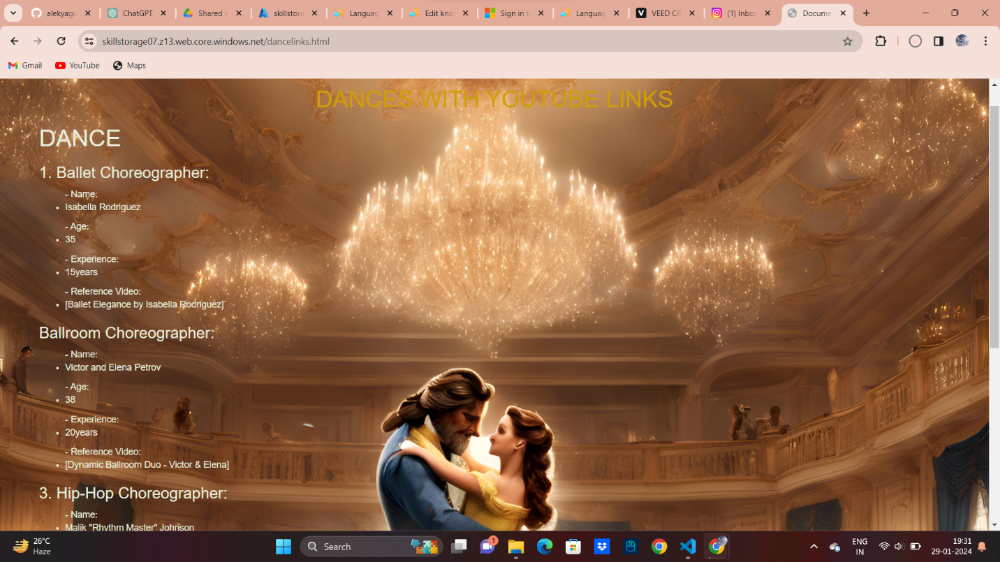 alekyagu
ChatGPT
Shared w
skillstora
Languag
Edit kno
Sign in t
Languag
VEED CR
(1) Inbox
Docume
skillstorage07.z13.web.core.windows.net/dancelinks.html
Gmail
YouTube
Maps
DANCES WITH YOUTUBE LINKS
DANCE
1. Ballet Choreographer:
- Name:
• Isabella Rodriguez
- Age:
• 35
- Experience:
• 15years
- Reference Video:
• [Ballet Elegance by Isabella Rodriguez]
Ballroom Choreographer:
- Name:
• Victor and Elena Petrov
- Age:
• 38
- Experience:
• 20years
- Reference Video:
• [Dynamic Ballroom Duo - Victor & Elena]
3. Hip-Hop Choreographer:
- Name:
• Malik "Rhythm Master" Johnson
26°C
Haze
Search
1
ENG
IN
19:31
29-01-2024